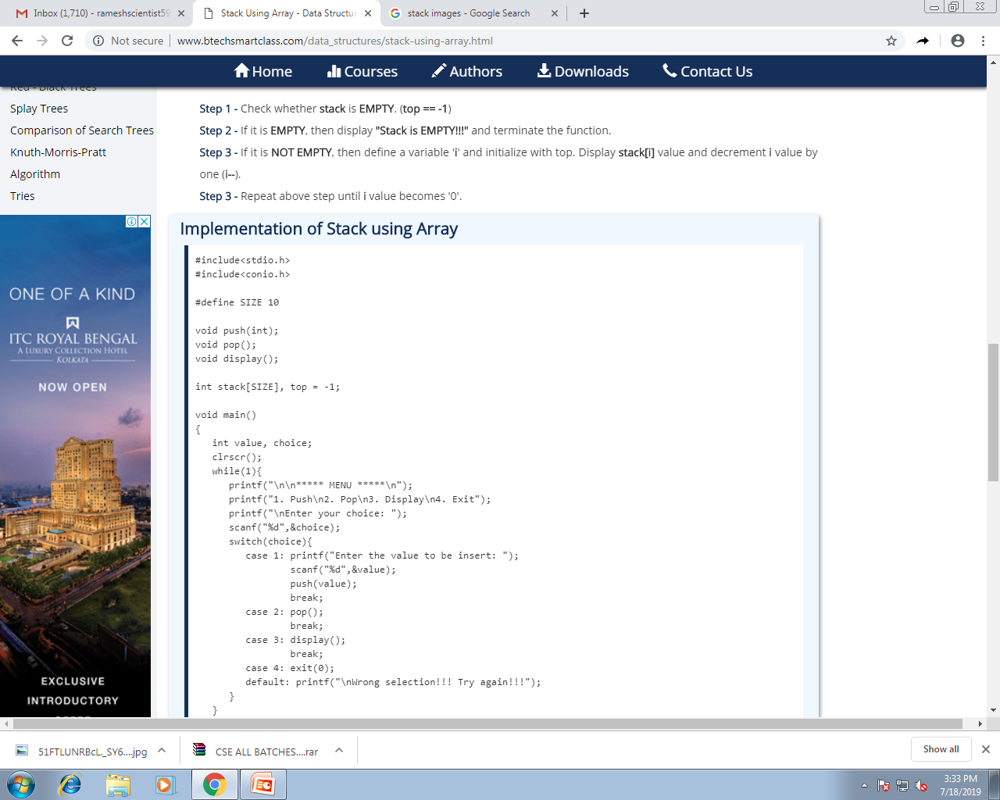 Inbox (1,710) - rameshscientist59
Stack Using Array - Data Structur
stack images - Google Search
Not secure
www.btechsmartclass.com/data_structures/stack-using-array.html
Home
Courses
Authors
Downloads
Contact Us
Red - Black Trees
Splay Trees
Comparison of Search Trees
Knuth-Morris-Pratt
Algorithm
Tries
ONE OF A KIND
ITC ROYAL BENGAL
A LUXURY COLLECTION HOTEL
KOLKATA
NOW OPEN
EXCLUSIVE
INTRODUCTORY
Step 1 - Check whether stack is EMPTY. (top == -1)
Step 2 - If it is EMPTY, then display "Stack is EMPTY!!!" and terminate the function.
Step 3 - If it is NOT EMPTY, then define a variable 'i' and initialize with top. Display stack[i] value and decrement i value by
one (i--).
Step 3 - Repeat above step until i value becomes '0'.
Implementation of Stack using Array
#include<stdio.h>
#include<conio.h>
#define SIZE 10
void push(int);
void pop();
void display();
int stack[SIZE], top = -1;
void main()
{
int value, choice;
clrscr();
while(1){
printf("\n\n***** MENU *****\n");
printf("1. Push\n2. Pop\n3. Display\n4. Exit");
printf("\nEnter your choice: ");
scanf("%d",&choice);
switch(choice){
case 1: printf("Enter the value to be insert: ");
scanf("%d",&value);
push(value);
break;
case 2: pop();
break;
case 3: display();
break;
case 4: exit(0);
default: printf("\nWrong selection!!! Try again!!!");
}
}
51FTLUNRBcL._SY6....jpg
CSE ALL BATCHES....rar
Show all
3:33 PM
7/18/2019